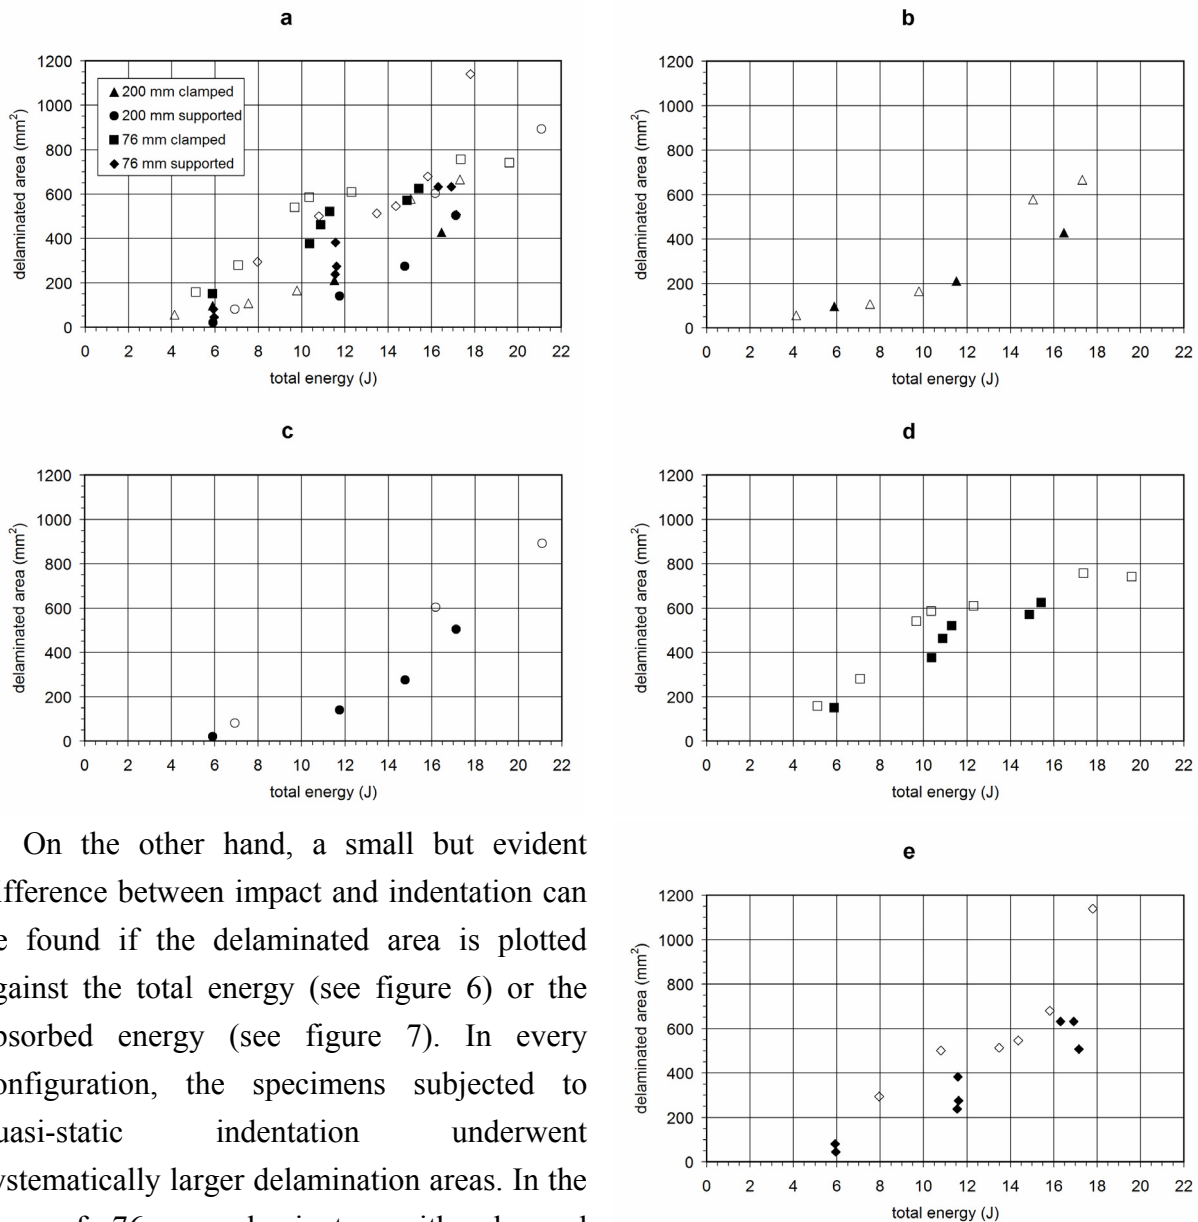 a
1200
1000
800
600
400
200
0
0 2 4 6 8 10 12 14 16 18 20 22
delaminated area (mm²)
total energy (J)
200 mm clamped
200 mm supported
76 mm clamped
76 mm supported
b
1200
1000
800
600
400
200
0
0 2 4 6 8 10 12 14 16 18 20 22
delaminated area (mm²)
total energy (J)
c
1200
1000
800
600
400
200
0
0 2 4 6 8 10 12 14 16 18 20 22
delaminated area (mm²)
total energy (J)
d
1200
1000
800
600
400
200
0
0 2 4 6 8 10 12 14 16 18 20 22
delaminated area (mm²)
total energy (J)
On the other hand, a small but evident
ifference between impact and indentation can
e found if the delaminated area is plotted
gainst the total energy (see figure 6) or the
bsorbed energy (see figure 7). In every
onfiguration, the specimens subjected to
uasi-static indentation underwent
ystematically larger delamination areas. In the
e
1200
1000
800
600
400
200
0
0 2 4 6 8 10 12 14 16 18 20 22
delaminated area (mm²)
total energy (J)